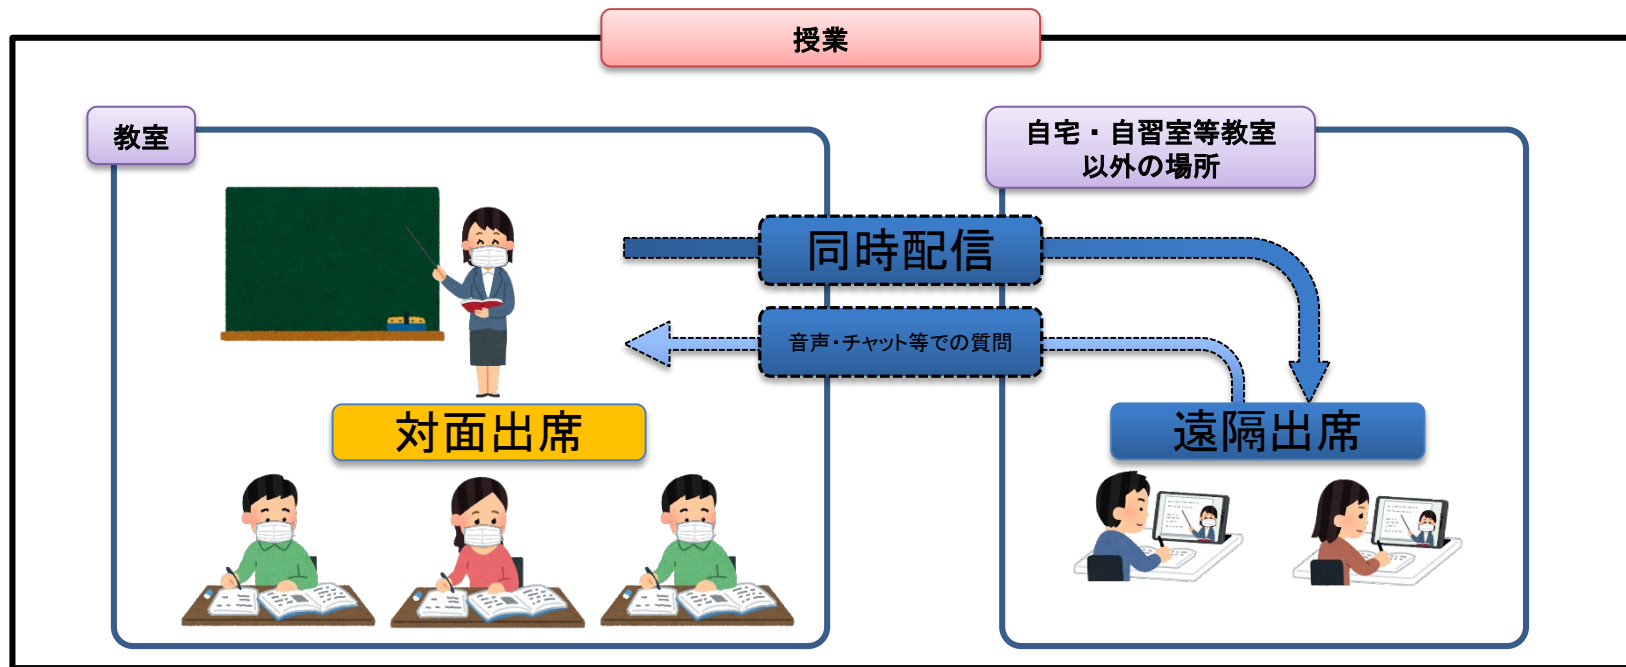 授業
教室
自宅・自習室等教室
以外の場所
同時配信
音声・チャット等での質問
対面出席
遠隔出席